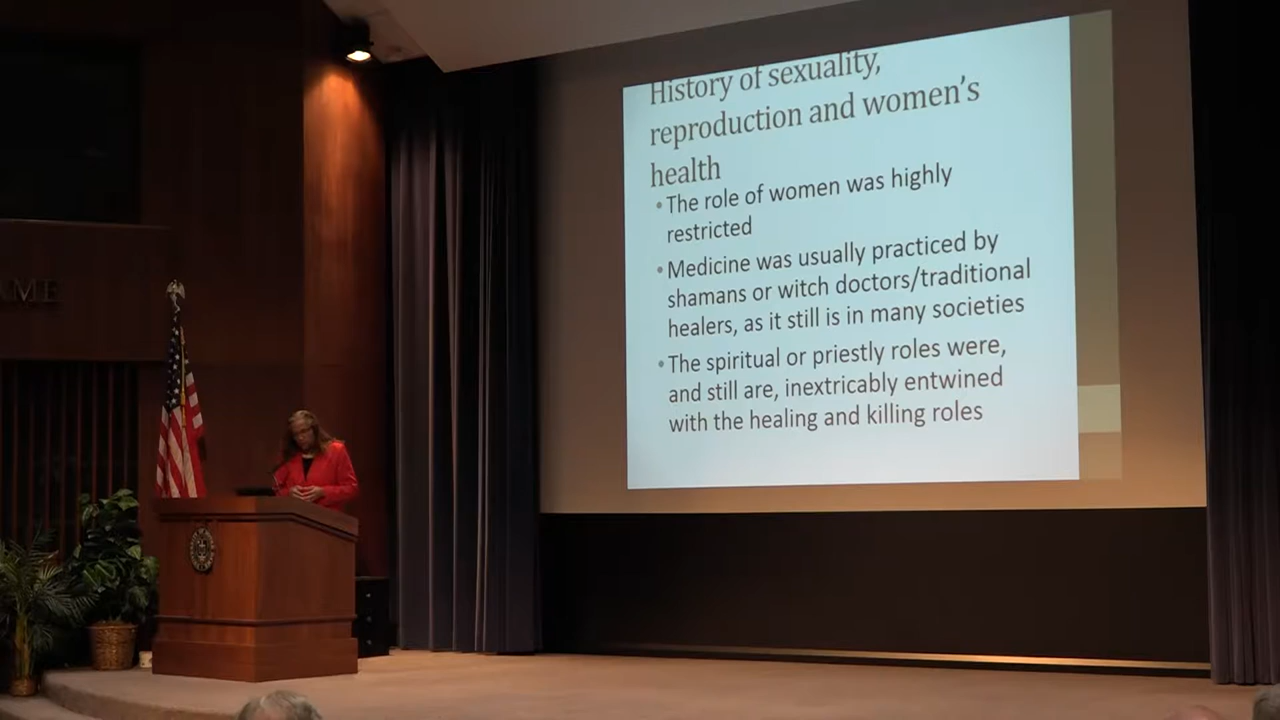 History of sexuality,
reproduction and women's
health
• The role of women was highly
restricted
• Medicine was usually practiced by
shamans or witch doctors/traditional
healers, as it still is in many societies
• The spiritual or priestly roles were,
and still are, inextricably entwined
with the healing and killing roles